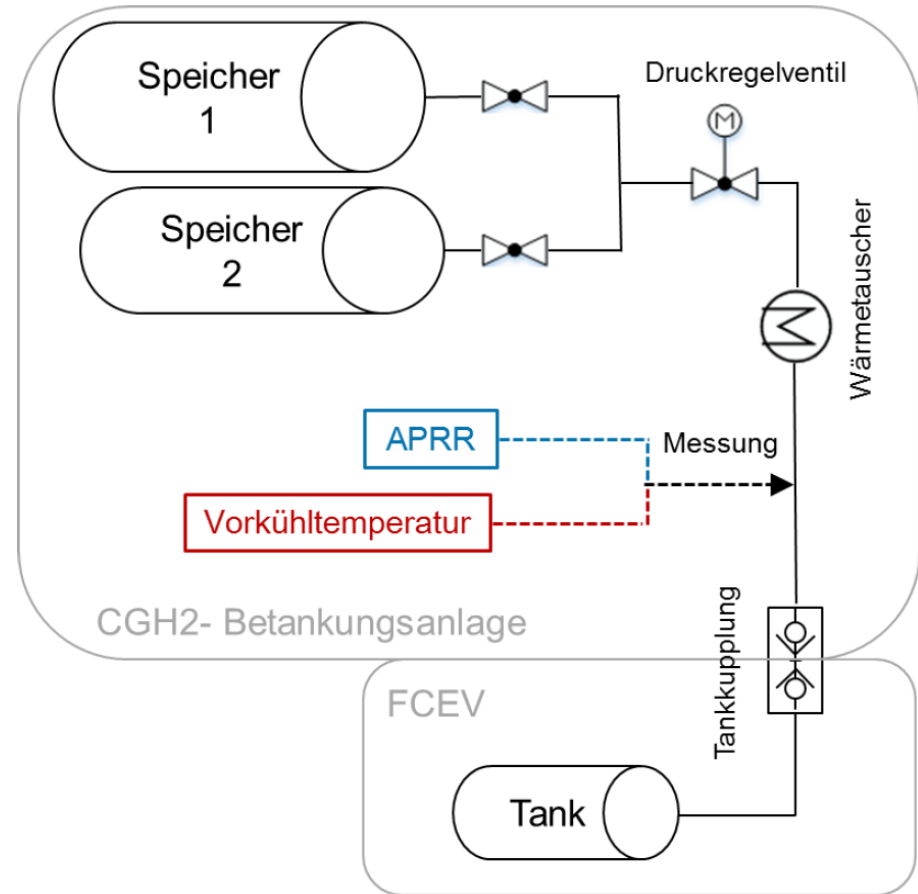 Speicher
1
Druckregelventil
M
Speicher
2
Wärmetauscher
APRR
Messung
Vorkühltemperatur
CGH2- Betankungsanlage
Tankkupplung
FCEV
Tank